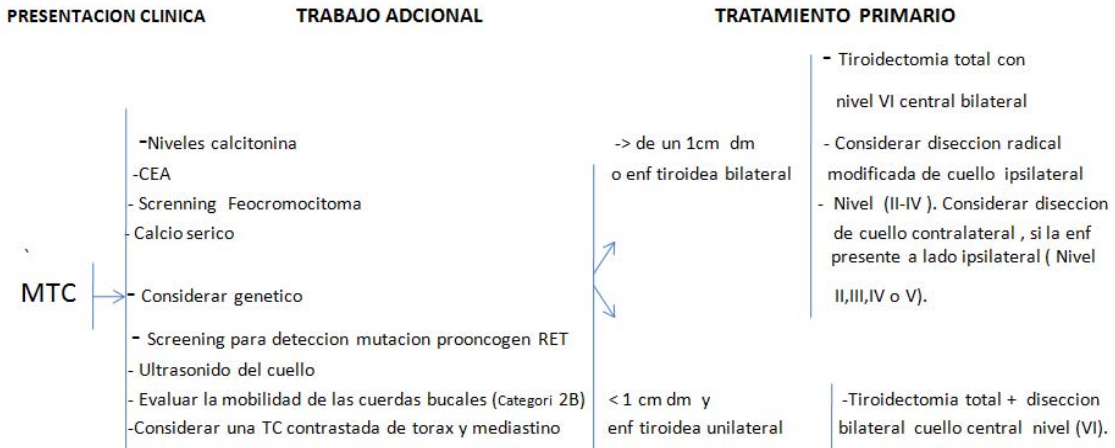 PRESENTACION CLINICA
TRABAJO ADCIONAL
TRATAMIENTO PRIMARIO
MTC
-Niveles calcitonina
-CEA
- Screnning Feocromocitoma
- Calcio serico
- Considerar genetico
- Screening para deteccion mutacion prooncogen RET
- Ultrasonido del cuello
- Evaluar la mobilidad de las cuerdas bucales (Categori 2B)
-Considerar una TC contrastada de torax y mediastino
-> de un 1cm dm
o enf tiroidea bilateral
- Tiroidectomia total con
nivel VI central bilateral
- Considerar diseccion radical
modificada de cuello ipsilateral
- Nivel (II-IV ). Considerar diseccion
de cuello contralateral , si la enf
presente a lado ipsilateral ( Nivel
II,III,IV o V).
< 1 cm dm y
enf tiroidea unilateral
-Tiroidectomia total + diseccion
bilateral cuello central nivel (VI).